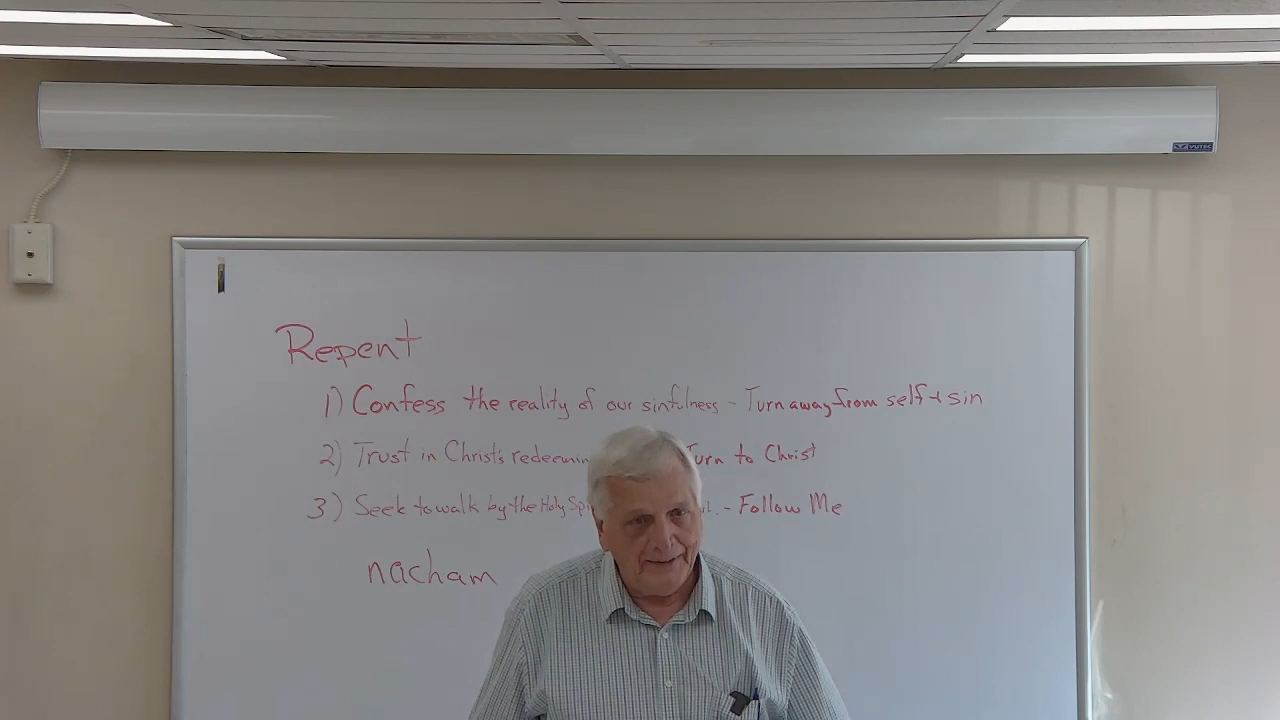 VUTEC
Repent
1) Confess the reality of our sinfulness - Turn away from self + sin
2) Trust in Christ's Turn to Christ
3) Seek to walk by the Holy - Follow Me
nacham